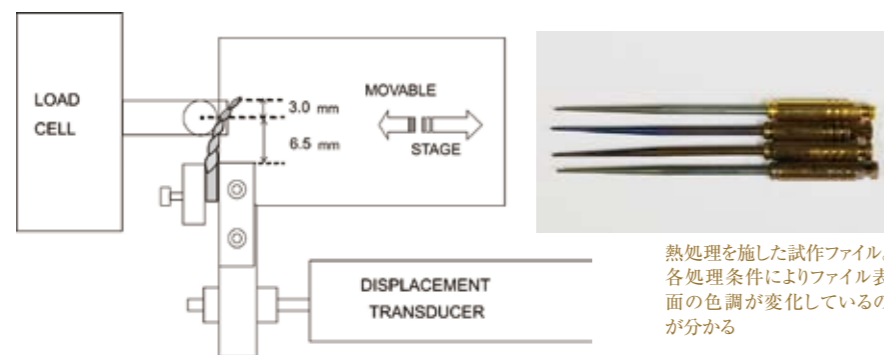 LOAD
CELL
3.0 mm
6.5 mm
MOVABLE
STAGE
DISPLACEMENT
TRANSDUCER
熱処理を施した試作ファイル。
各処理条件によりファイル表
面の色調が変化しているの
が分かる